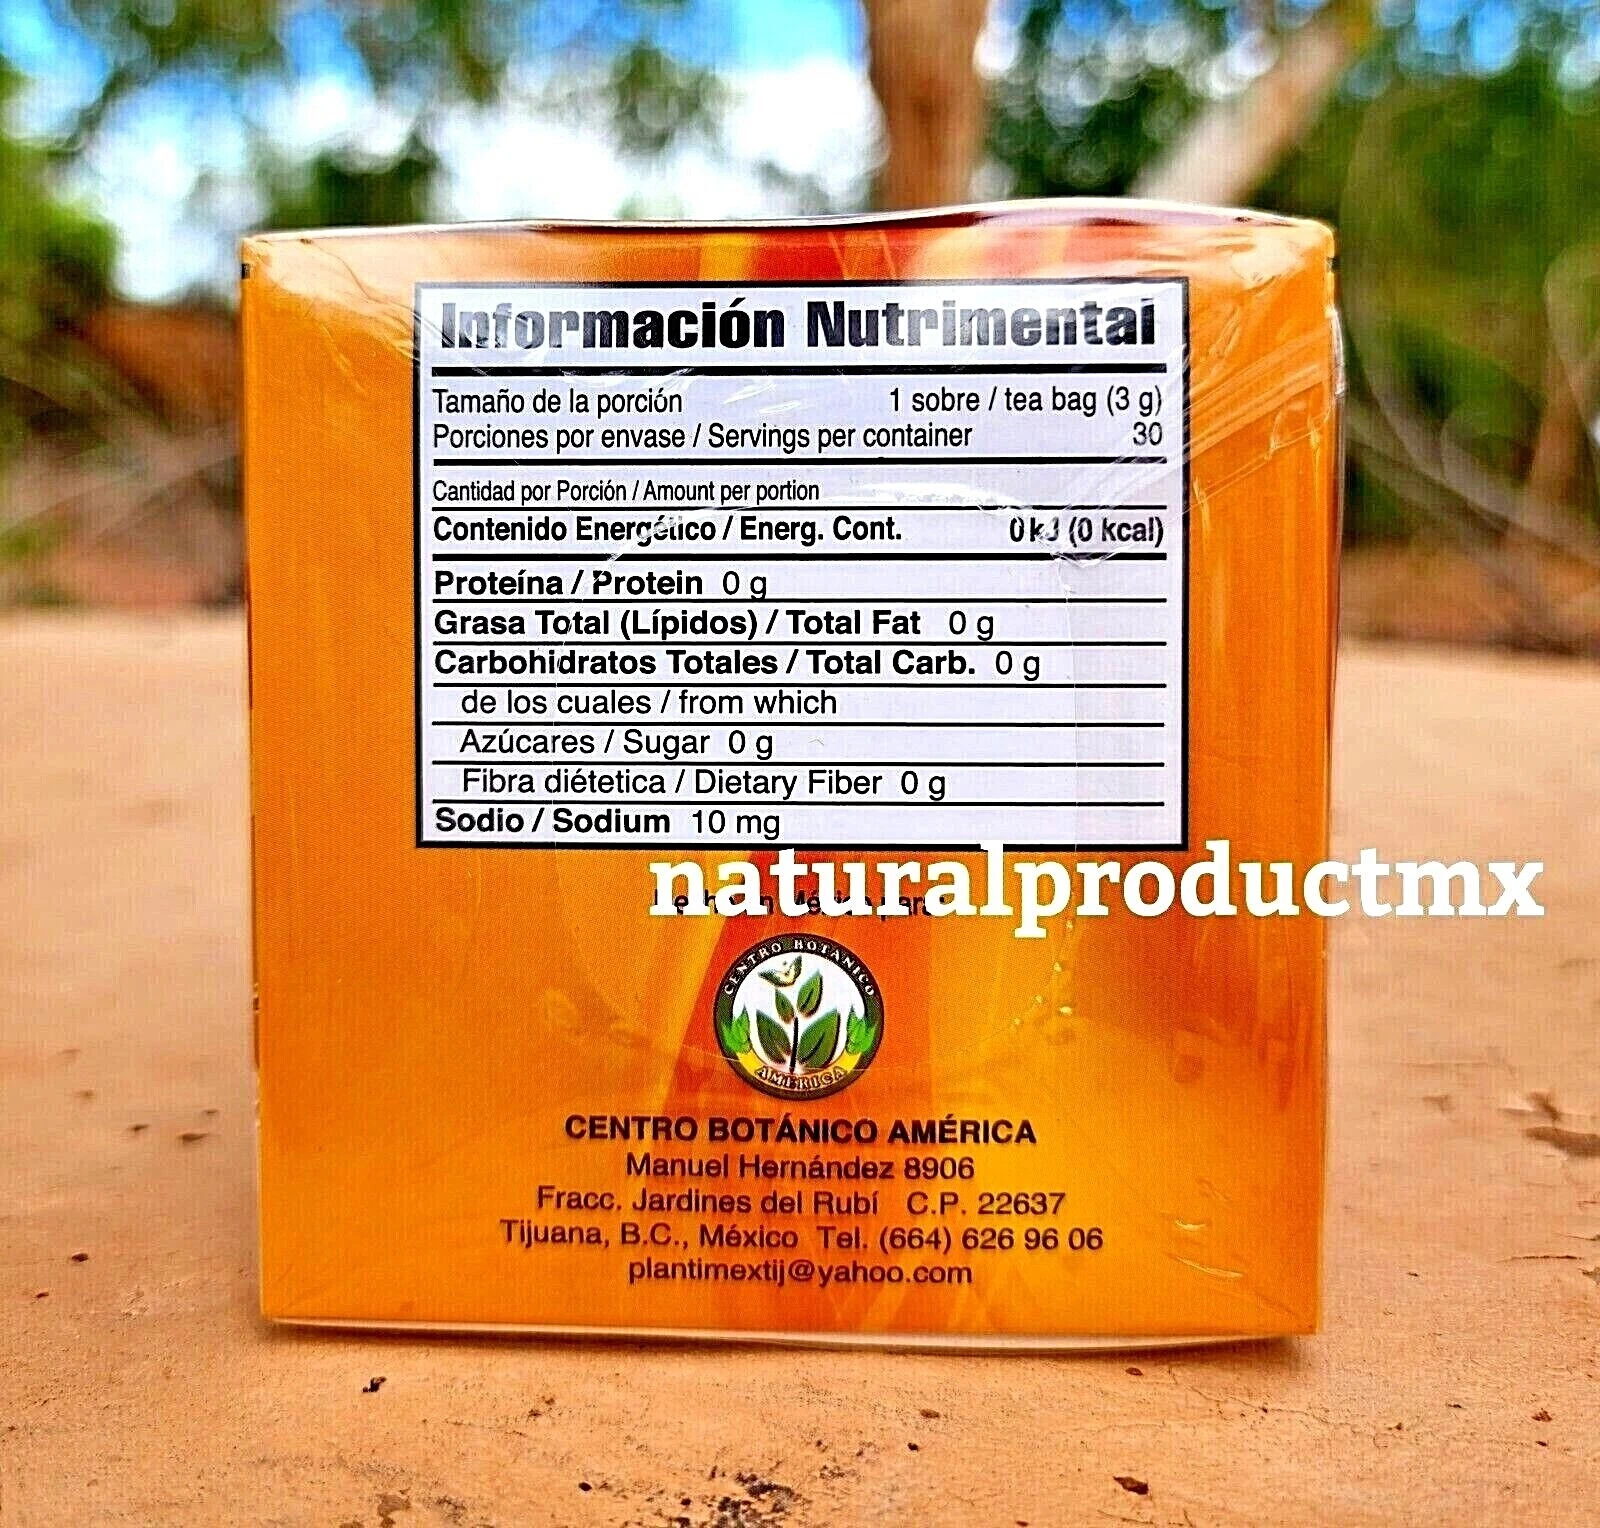 Información Nutrimental
Tamaño de la porción 1 sobre / tea bag (3 g)
Porciones por envase / Servings per container 30
Cantidad por Porción / Amount per portion
Contenido Energético / Energ. Cont. 0 kJ (0 kcal)
Proteína / Protein 0 g
Grasa Total (Lípidos) / Total Fat 0 g
Carbohidratos Totales / Total Carb. 0 g
de los cuales / from which
Azúcares / Sugar 0 g
Fibra diétetica / Dietary Fiber 0 g
Sodio / Sodium 10 mg
naturalproductmx
CENTRO BOTANICO
AMERICA
CENTRO BOTÁNICO AMÉRICA
Manuel Hernández 8906
Fracc. Jardines del Rubí C.P. 22637
Tijuana, B.C., México Tel. (664) 626 96 06
plantimextij@yahoo.com